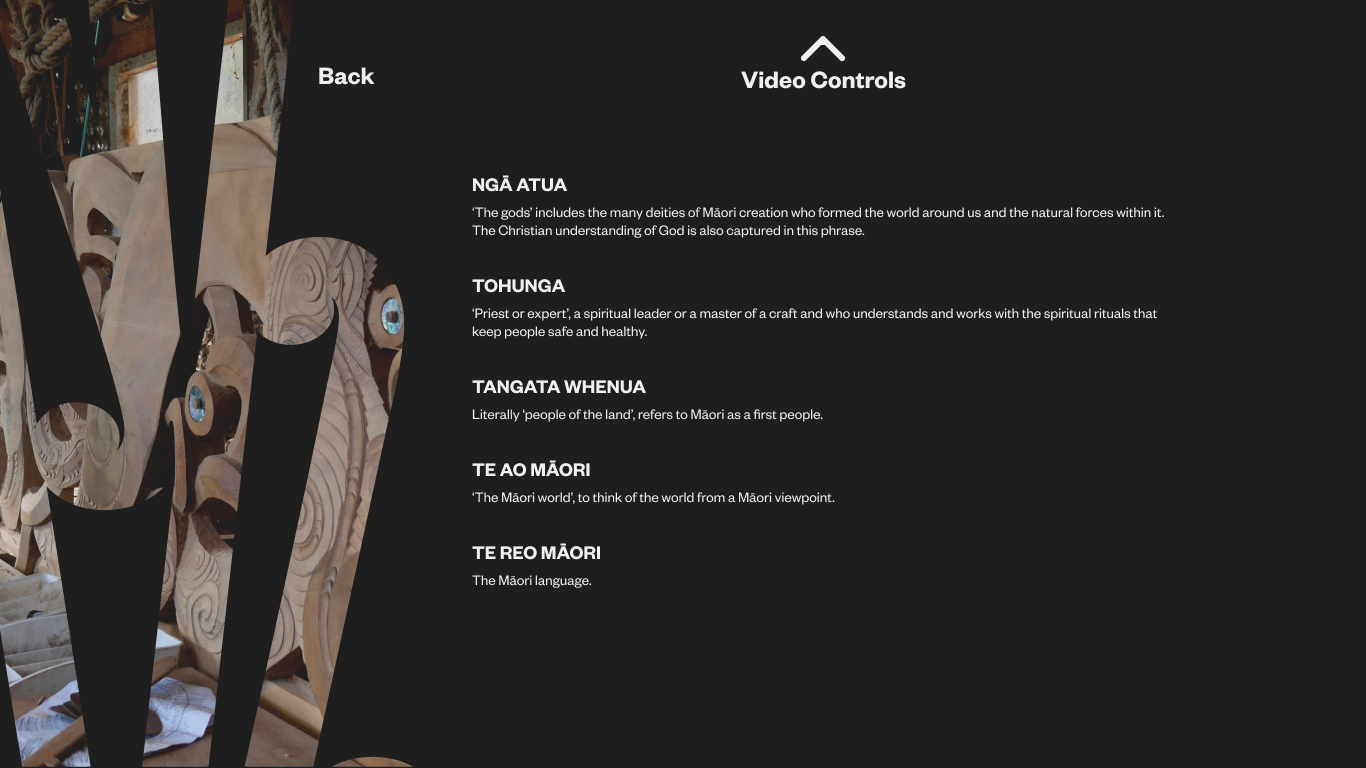 Back
Video Controls
NGĀ ATUA
‘The gods’ includes the many deities of Māori creation who formed the world around us and the natural forces within it.
The Christian understanding of God is also captured in this phrase.
TOHUNGA
‘Priest or expert’, a spiritual leader or a master of a craft and who understands and works with the spiritual rituals that
keep people safe and healthy.
TANGATA WHENUA
Literally ‘people of the land’, refers to Māori as a first people.
TE AO MĀORI
‘The Māori world’, to think of the world from a Māori viewpoint.
TE REO MĀORI
The Māori language.